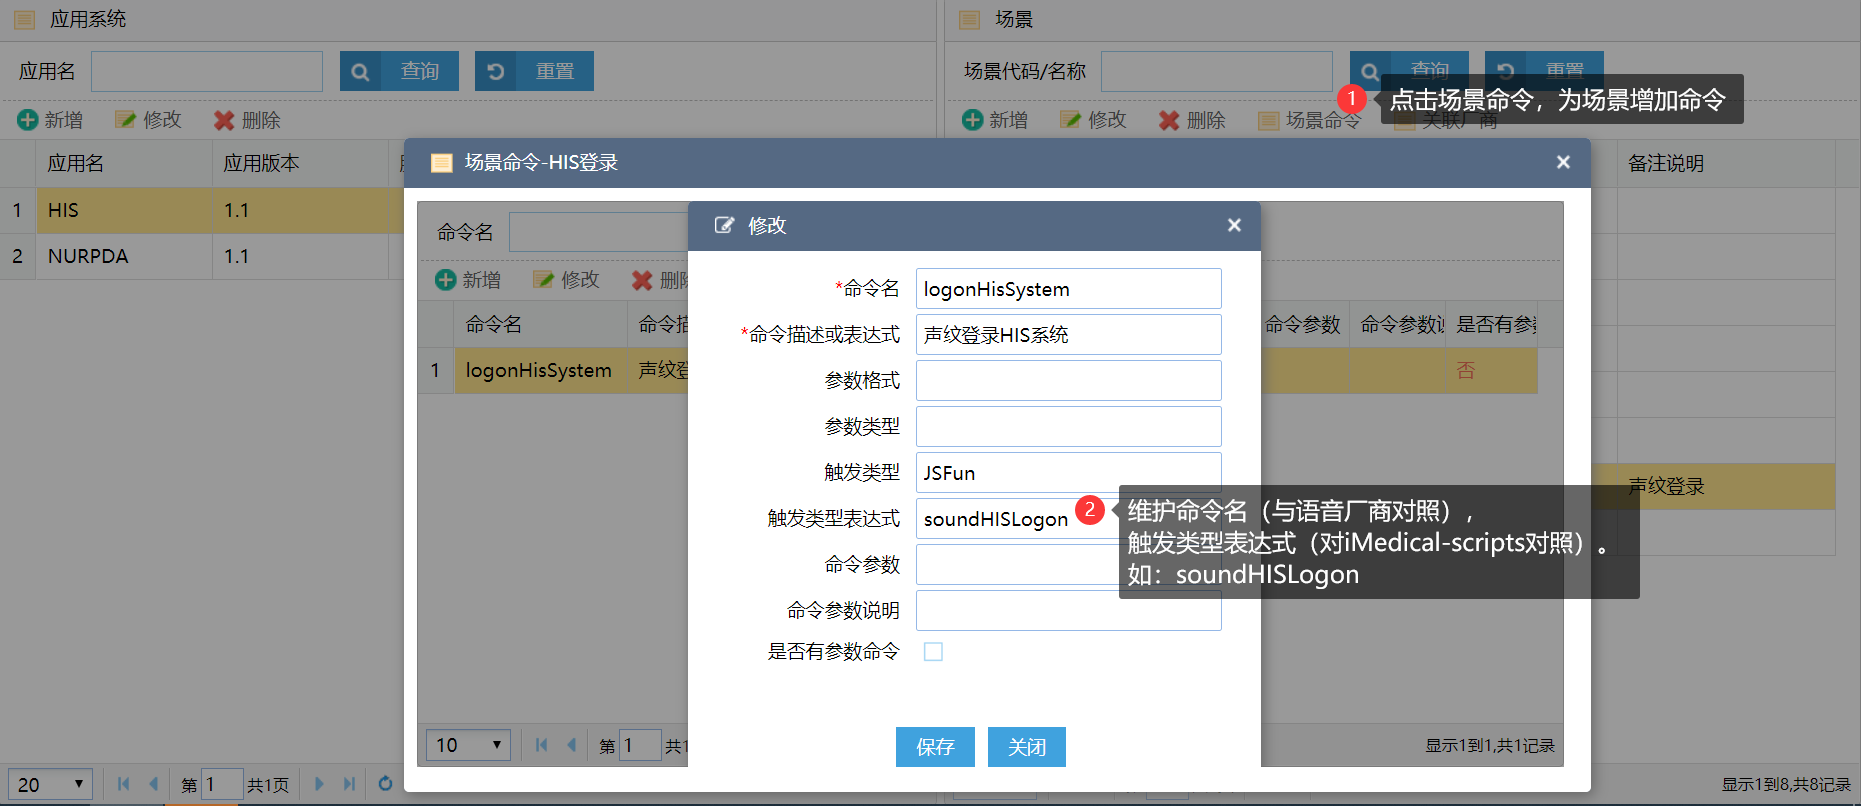 应用系统
场景
应用名
查询
重置
场景代码/名称
查询
重置
1
点击场景命令，为场景增加命令
新增
修改
删除
新增
修改
删除
场景命令
关联厂商
应用名
应用版本
备注说明
1
HIS
1.1
2
NURPDA
1.1
声纹登录
场景命令-HIS登录
命令名
新增
修改
删除
命令名
命令描
命令参数
命令参数说
是否有参数
1
logonHisSystem
声纹登
否
修改
*命令名
logonHisSystem
*命令描述或表达式
声纹登录HIS系统
参数格式
参数类型
触发类型
JSFun
触发类型表达式
soundHISLogon
命令参数
命令参数说明
是否有参数命令
2
维护命令名（与语音厂商对照），
触发类型表达式（对iMedical-scripts对照）。
如：soundHISLogon
保存
关闭
10
第
1
共1
显示1到1,共1记录
20
第
1
共1页
显示1到8,共8记录